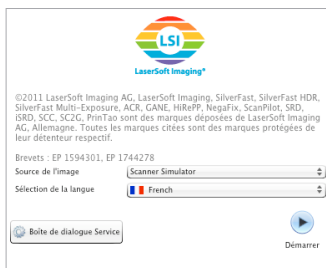 LSI
LaserSoft Imaging®
©2011 LaserSoft Imaging AG, LaserSoft Imaging, SilverFast, SilverFast HDR,
SilverFast Multi-Exposure, ACR, GANE, HiRePP, NegaFix, ScanPilot, SRD,
iSRD, SCC, SC2G, PrinTao sont des marques déposées de LaserSoft Imaging
AG, Allemagne. Toutes les marques citées sont des marques protégées de
leur détenteur respectif.
Brevets : EP 1594301, EP 1744278
Source de l'image Scanner Simulator
Sélection de la langue French
Boîte de dialogue Service
Démarrer